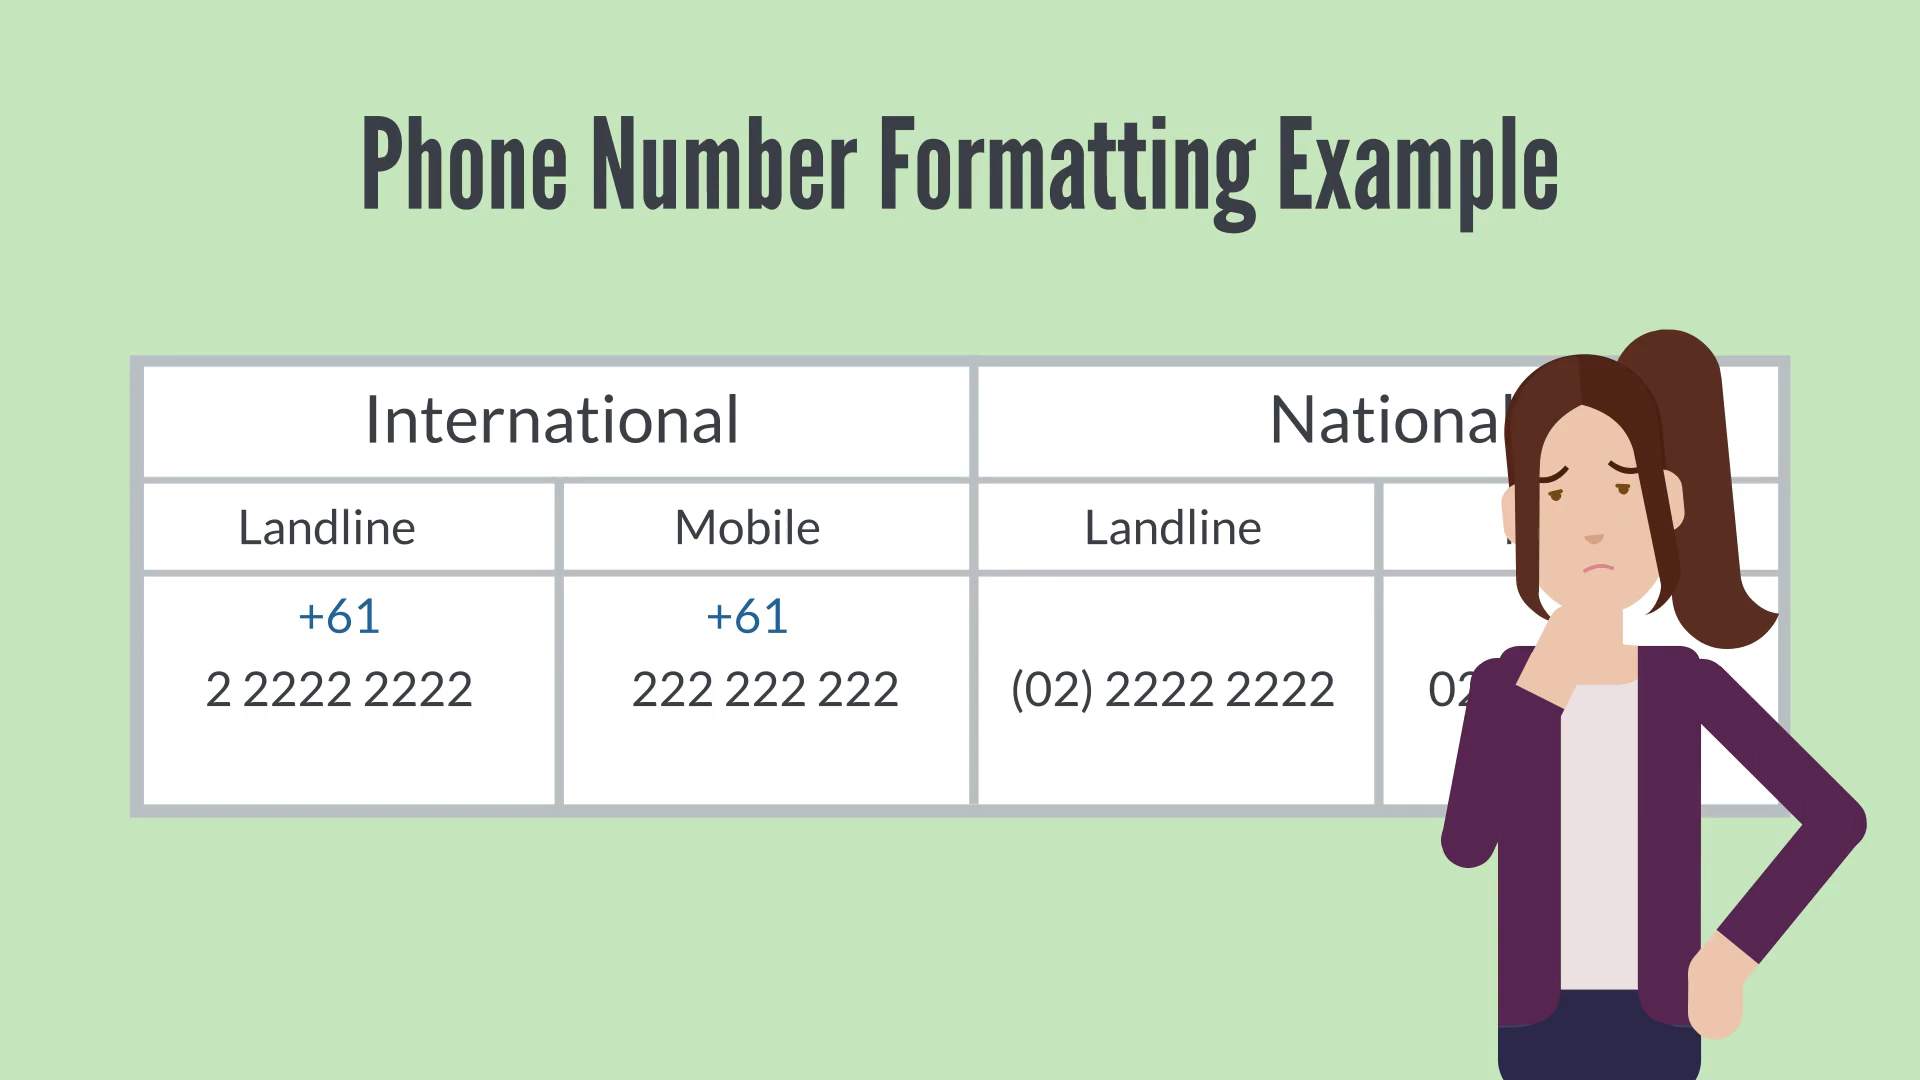 Phone Number Formatting Example
International
National
Landline
Mobile
Landline
+61
+61
2 2222 2222
222 222 222
(02) 2222 2222